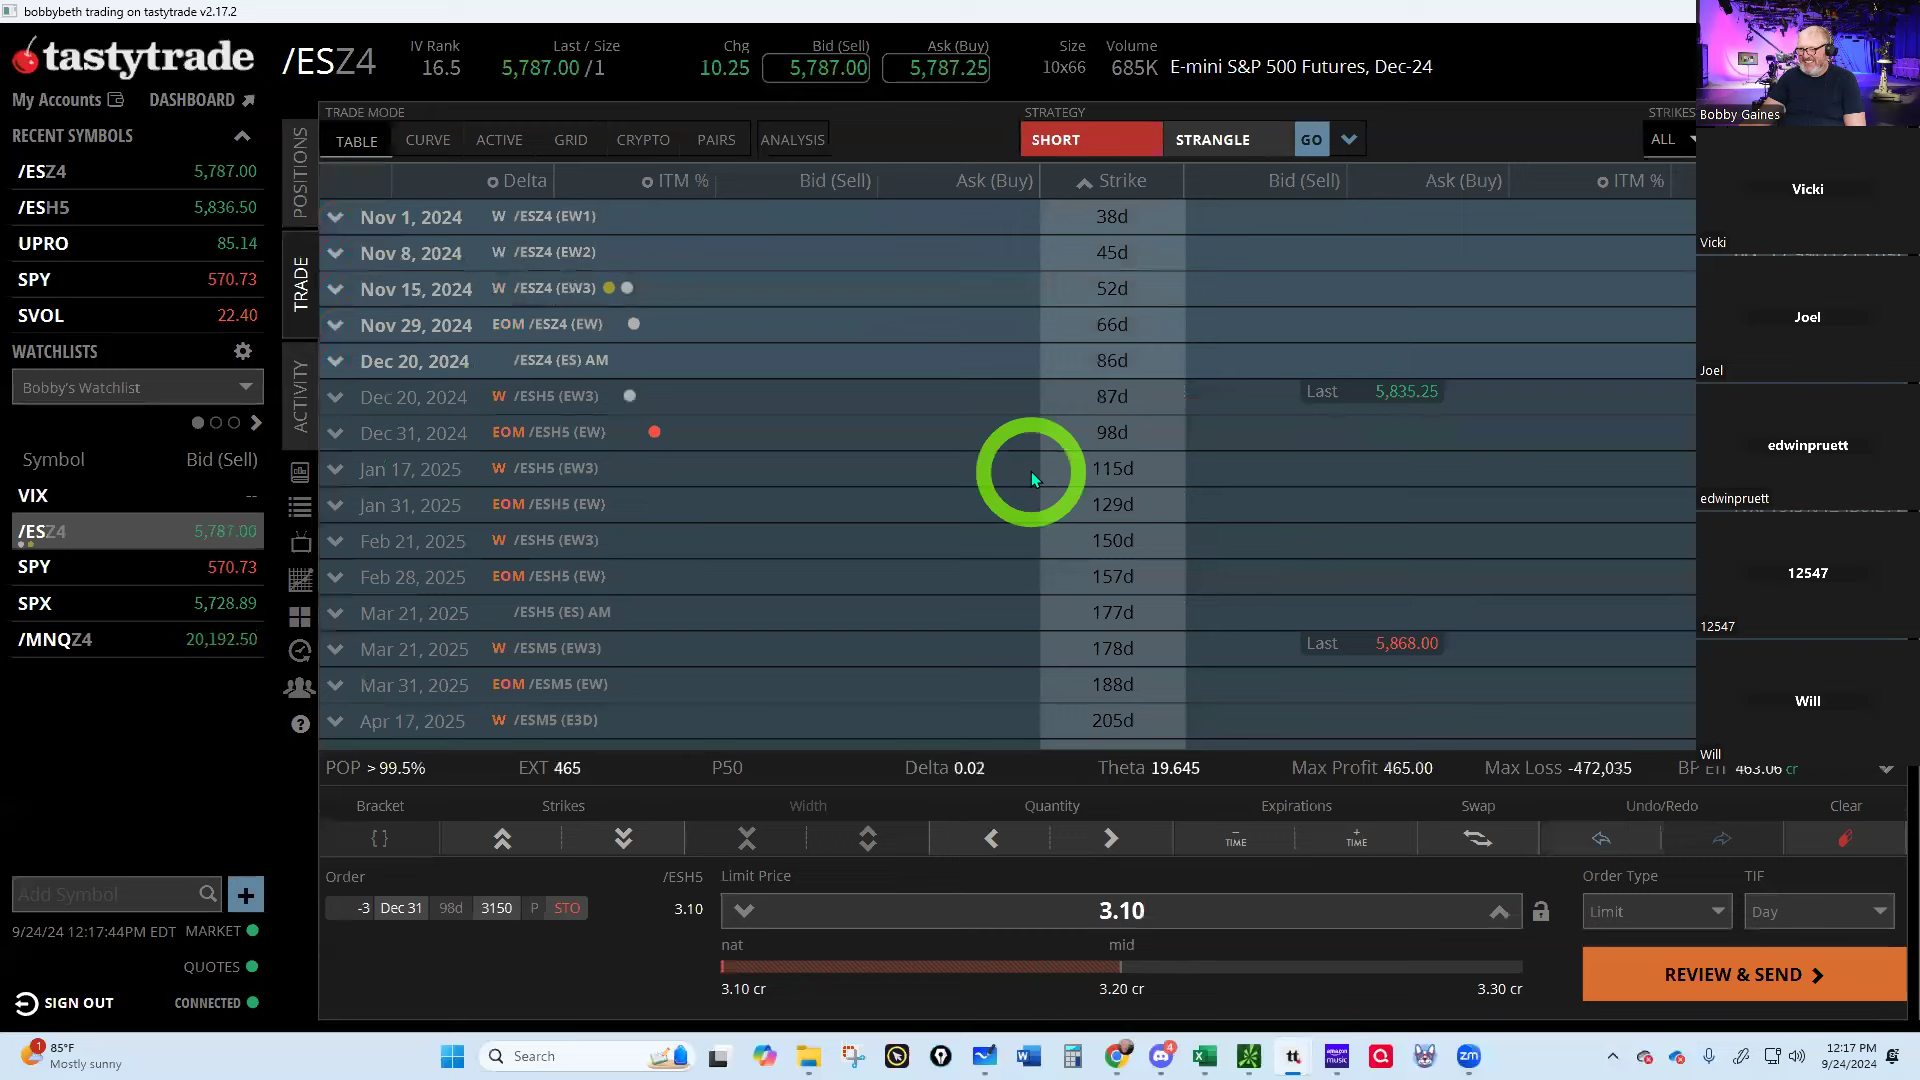 bobbybeth trading on tastytrade v2.17.2
tastytrade
/ESZ4
IV Rank
16.5
Last / Size
5,787.00 /1
Chg
10.25
Bid (Sell)
5,787.00
Ask (Buy)
5,787.25
Size
10x66
Volume
685K
E-mini S&P 500 Futures, Dec-24
My Accounts
DASHBOARD
RECENT SYMBOLS
/ESZ4 5,787.00
/ESH5 5,836.50
UPRO 85.14
SPY 570.73
SVOL 22.40
WATCHLISTS
Bobby's Watchlist
Symbol Bid (Sell)
VIX --
/ESZ4 5,787.00
SPY 570.73
SPX 5,728.89
/MNQZ4 20,192.50
Add Symbol
9/24/24 12:17:44PM EDT MARKET
QUOTES
SIGN OUT CONNECTED
POSITIONS
TRADE
ACTIVITY
TRADE MODE
TABLE CURVE ACTIVE GRID CRYPTO PAIRS ANALYSIS
STRATEGY
SHORT STRANGLE GO
STRIKES
ALL
Delta ITM % Bid (Sell) Ask (Buy) Strike Bid (Sell) Ask (Buy) ITM %
Nov 1, 2024 W /ESZ4 (EW1) 38d
Nov 8, 2024 W /ESZ4 (EW2) 45d
Nov 15, 2024 W /ESZ4 (EW3) 52d
Nov 29, 2024 EOM /ESZ4 (EW) 66d
Dec 20, 2024 /ESZ4 (ES) AM 86d
Dec 20, 2024 W /ESH5 (EW3) 87d Last 5,835.25
Dec 31, 2024 EOM /ESH5 (EW) 98d
Jan 17, 2025 W /ESH5 (EW3) 115d
Jan 31, 2025 EOM /ESH5 (EW) 129d
Feb 21, 2025 W /ESH5 (EW3) 150d
Feb 28, 2025 EOM /ESH5 (EW) 157d
Mar 21, 2025 /ESH5 (ES) AM 177d
Mar 21, 2025 W /ESM5 (EW3) 178d Last 5,868.00
Mar 31, 2025 EOM /ESM5 (EW) 188d
Apr 17, 2025 W /ESM5 (E3D) 205d
POP > 99.5% EXT 465 P50 Delta 0.02 Theta 19.645 Max Profit 465.00 Max Loss -472,035 BP Eff 463.06 cr
Bracket Strikes Width Quantity Expirations Swap Undo/Redo Clear
{ } TIME TIME
Order /ESH5 Limit Price Order Type TIF
-3 Dec 31 98d 3150 P STO 3.10 3.10 Limit Day
nat mid
3.10 cr 3.20 cr 3.30 cr
REVIEW & SEND
Bobby Gaines
Vicki
Vicki
Joel
Joel
edwinpruett
edwinpruett
12547
12547
Will
Will
1
85°F
Mostly sunny
Search
4
tt
amazon music
zm
12:17 PM
9/24/2024